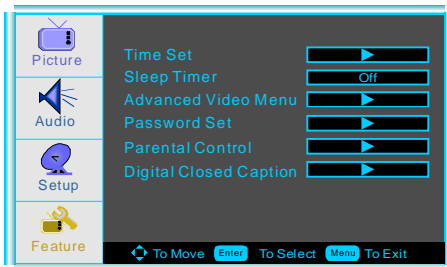 Picture
Audio
Setup
Feature
Time Set
Sleep Timer Off
Advanced Video Menu
Password Set
Parental Control
Digital Closed Caption
To Move Enter To Select Menu To Exit